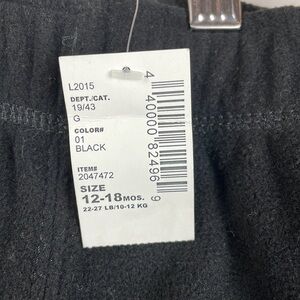 L2015
DEPT./CAT.
19/43
G
COLOR#
01
BLACK
ITEM#
2047472
SIZE
12-18MOS.
22-27 LB/10-12 KG
4 40000 82496 9